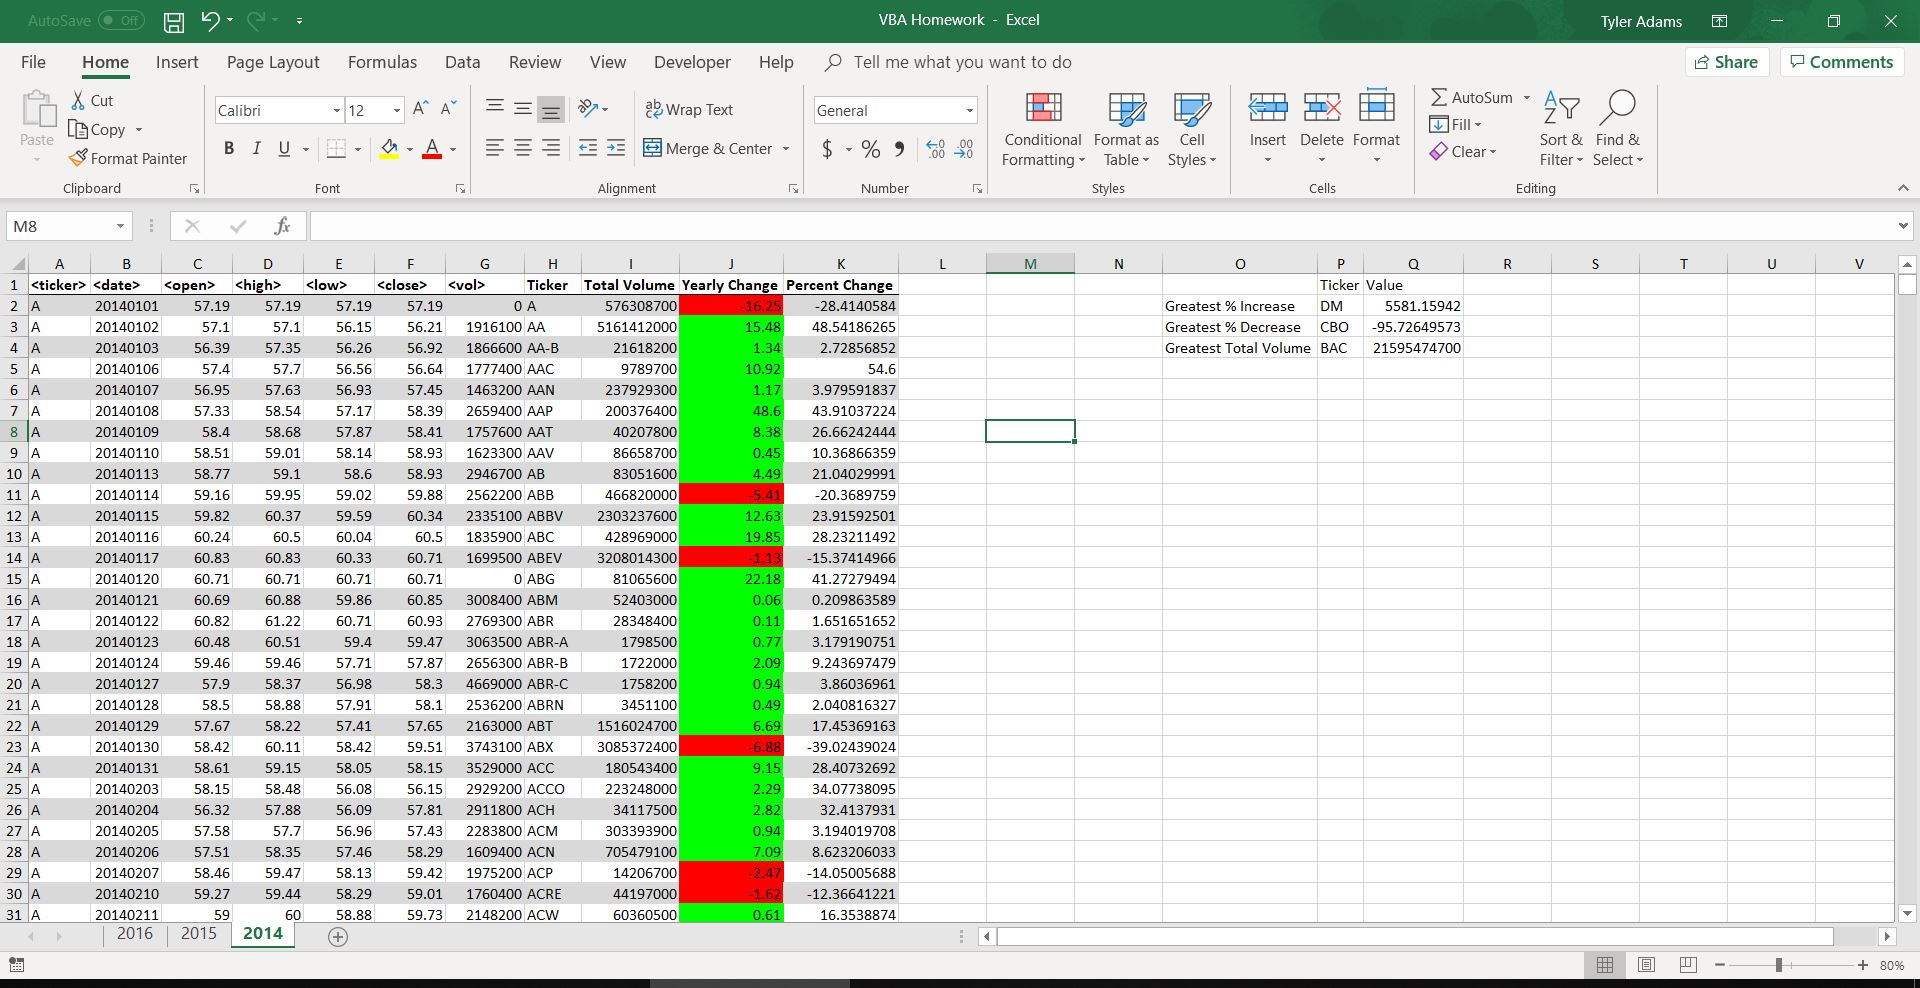 AutoSave Off VBA Homework - Excel Tyler Adams
File Home Insert Page Layout Formulas Data Review View Developer Help Tell me what you want to do Share Comments
Paste Cut Copy Format Painter Clipboard
Calibri 12 A A B I U A Font
ab Wrap Text Merge & Center Alignment
General $ % , Number
Conditional Formatting Format as Table Cell Styles Styles
Insert Delete Format Cells
AutoSum Fill Clear Sort & Filter Find & Select Editing
M8 fx
A B C D E F G H I J K L M N O P Q R S T U V
1 <ticker> <date> <open> <high> <low> <close> <vol> Ticker Total Volume Yearly Change Percent Change Ticker Value
2 A 20140101 57.19 57.19 57.19 57.19 0 A 576308700 -16.25 -28.4140584 Greatest % Increase DM 5581.15942
3 A 20140102 57.1 57.1 56.15 56.21 1916100 AA 5161412000 15.48 48.54186265 Greatest % Decrease CBO -95.72649573
4 A 20140103 56.39 57.35 56.26 56.92 1866600 AA-B 21618200 1.34 2.72856852 Greatest Total Volume BAC 21595474700
5 A 20140106 57.4 57.7 56.56 56.64 1777400 AAC 9789700 10.92 54.6
6 A 20140107 56.95 57.63 56.93 57.45 1463200 AAN 237929300 1.17 3.979591837
7 A 20140108 57.33 58.54 57.17 58.39 2659400 AAP 200376400 48.6 43.91037224
8 A 20140109 58.4 58.68 57.87 58.41 1757600 AAT 40207800 8.38 26.66242444
9 A 20140110 58.51 59.01 58.14 58.93 1623300 AAV 86658700 0.45 10.36866359
10 A 20140113 58.77 59.1 58.6 58.93 2946700 AB 83051600 4.49 21.04029991
11 A 20140114 59.16 59.95 59.02 59.88 2562200 ABB 466820000 -5.41 -20.3689759
12 A 20140115 59.82 60.37 59.59 60.34 2335100 ABBV 2303237600 12.63 23.91592501
13 A 20140116 60.24 60.5 60.04 60.5 1835900 ABC 428969000 19.85 28.23211492
14 A 20140117 60.83 60.83 60.33 60.71 1699500 ABEV 3208014300 -1.13 -15.37414966
15 A 20140120 60.71 60.71 60.71 60.71 0 ABG 81065600 22.18 41.27279494
16 A 20140121 60.69 60.88 59.86 60.85 3008400 ABM 52403000 0.06 0.209863589
17 A 20140122 60.82 61.22 60.71 60.93 2769300 ABR 28348400 0.11 1.651651652
18 A 20140123 60.48 60.51 59.4 59.47 3063500 ABR-A 1798500 0.77 3.179190751
19 A 20140124 59.46 59.46 57.71 57.87 2656300 ABR-B 1722000 2.09 9.243697479
20 A 20140127 57.9 58.37 56.98 58.3 4669000 ABR-C 1758200 0.94 3.86036961
21 A 20140128 58.5 58.88 57.91 58.1 2536200 ABRN 3451100 0.49 2.040816327
22 A 20140129 57.67 58.22 57.41 57.65 2163000 ABT 1516024700 6.69 17.45369163
23 A 20140130 58.42 60.11 58.42 59.51 3743100 ABX 3085372400 -6.88 -39.02439024
24 A 20140131 58.61 59.15 58.05 58.15 3529000 ACC 180543400 9.15 28.40732692
25 A 20140203 58.15 58.48 56.08 56.15 2929200 ACCO 223248000 2.29 34.07738095
26 A 20140204 56.32 57.88 56.09 57.81 2911800 ACH 34117500 2.82 32.4137931
27 A 20140205 57.58 57.7 56.96 57.43 2283800 ACM 303393900 0.94 3.194019708
28 A 20140206 57.51 58.35 57.46 58.29 1609400 ACN 705479100 7.09 8.623206033
29 A 20140207 58.46 59.47 58.13 59.42 1975200 ACP 14206700 -2.47 -14.05005688
30 A 20140210 59.27 59.44 58.29 59.01 1760400 ACRE 44197000 -1.62 -12.36641221
31 A 20140211 59 60 58.88 59.73 2148200 ACW 60360500 0.61 16.3538874
2016 2015 2014
80%